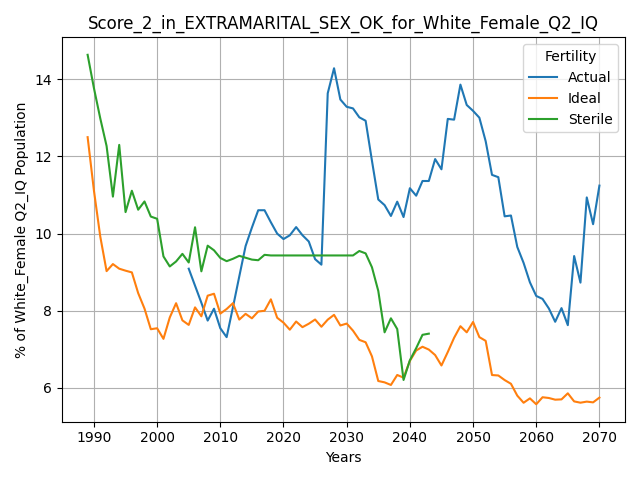 Score_2_in_EXTRAMARITAL_SEX_OK_for_White_Female_Q2_IQ
% of White_Female Q2_IQ Population
14
12
10
8
6
Fertility
Actual
Ideal
Sterile
1990 2000 2010 2020 2030 2040 2050 2060 2070
Years